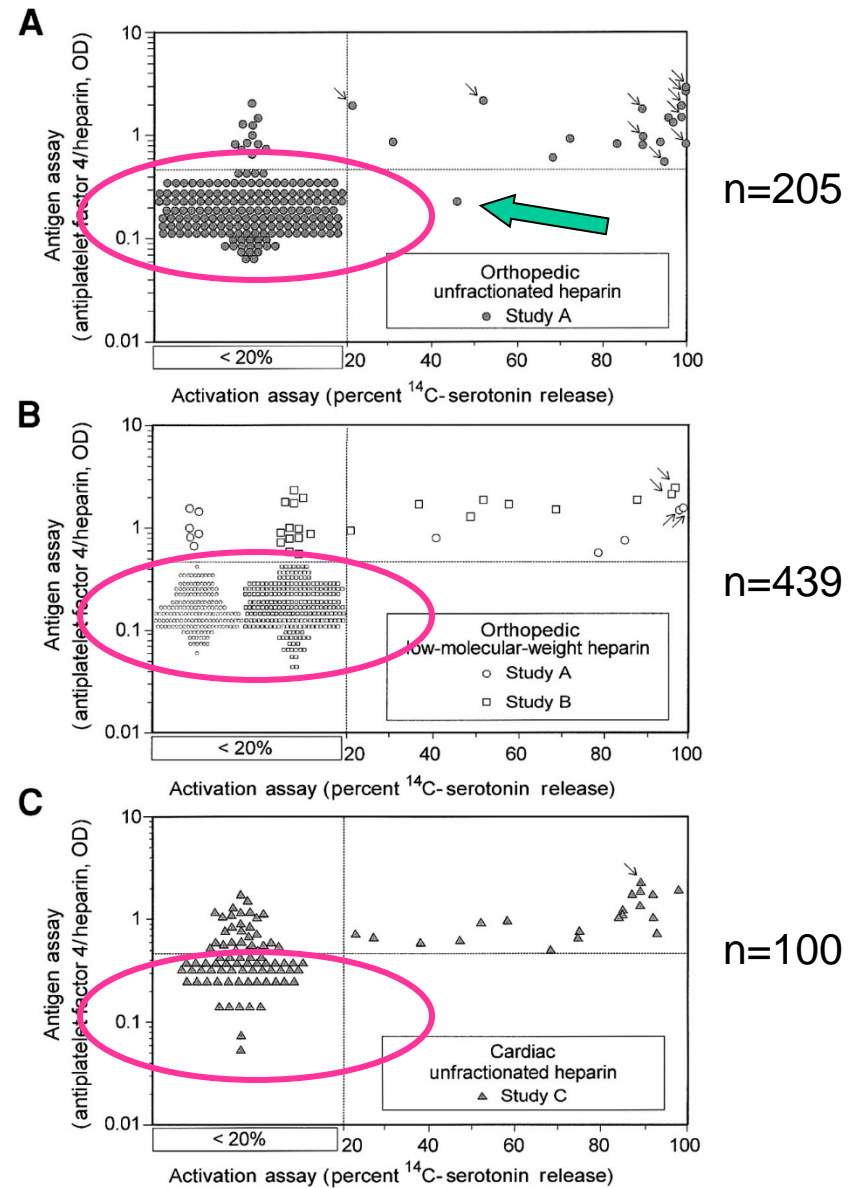 A
Antigen assay
(antiplatelet factor 4/heparin, OD)
10
1
0.1
0.01
n=205
Orthopedic
unfractionated heparin
Study A
< 20%
20
40
60
80
100
Activation assay (percent 14C-serotonin release)
B
Antigen assay
(antiplatelet factor 4/heparin, OD)
10
1
0.1
0.01
n=439
Orthopedic
low-molecular-weight heparin
Study A
Study B
< 20%
20
40
60
80
100
Activation assay (percent 14C-serotonin release)
C
Antigen assay
(antiplatelet factor 4/heparin, OD)
10
1
0.1
0.01
n=100
Cardiac
unfractionated heparin
Study C
< 20%
20
40
60
80
100
Activation assay (percent 14C-serotonin release)